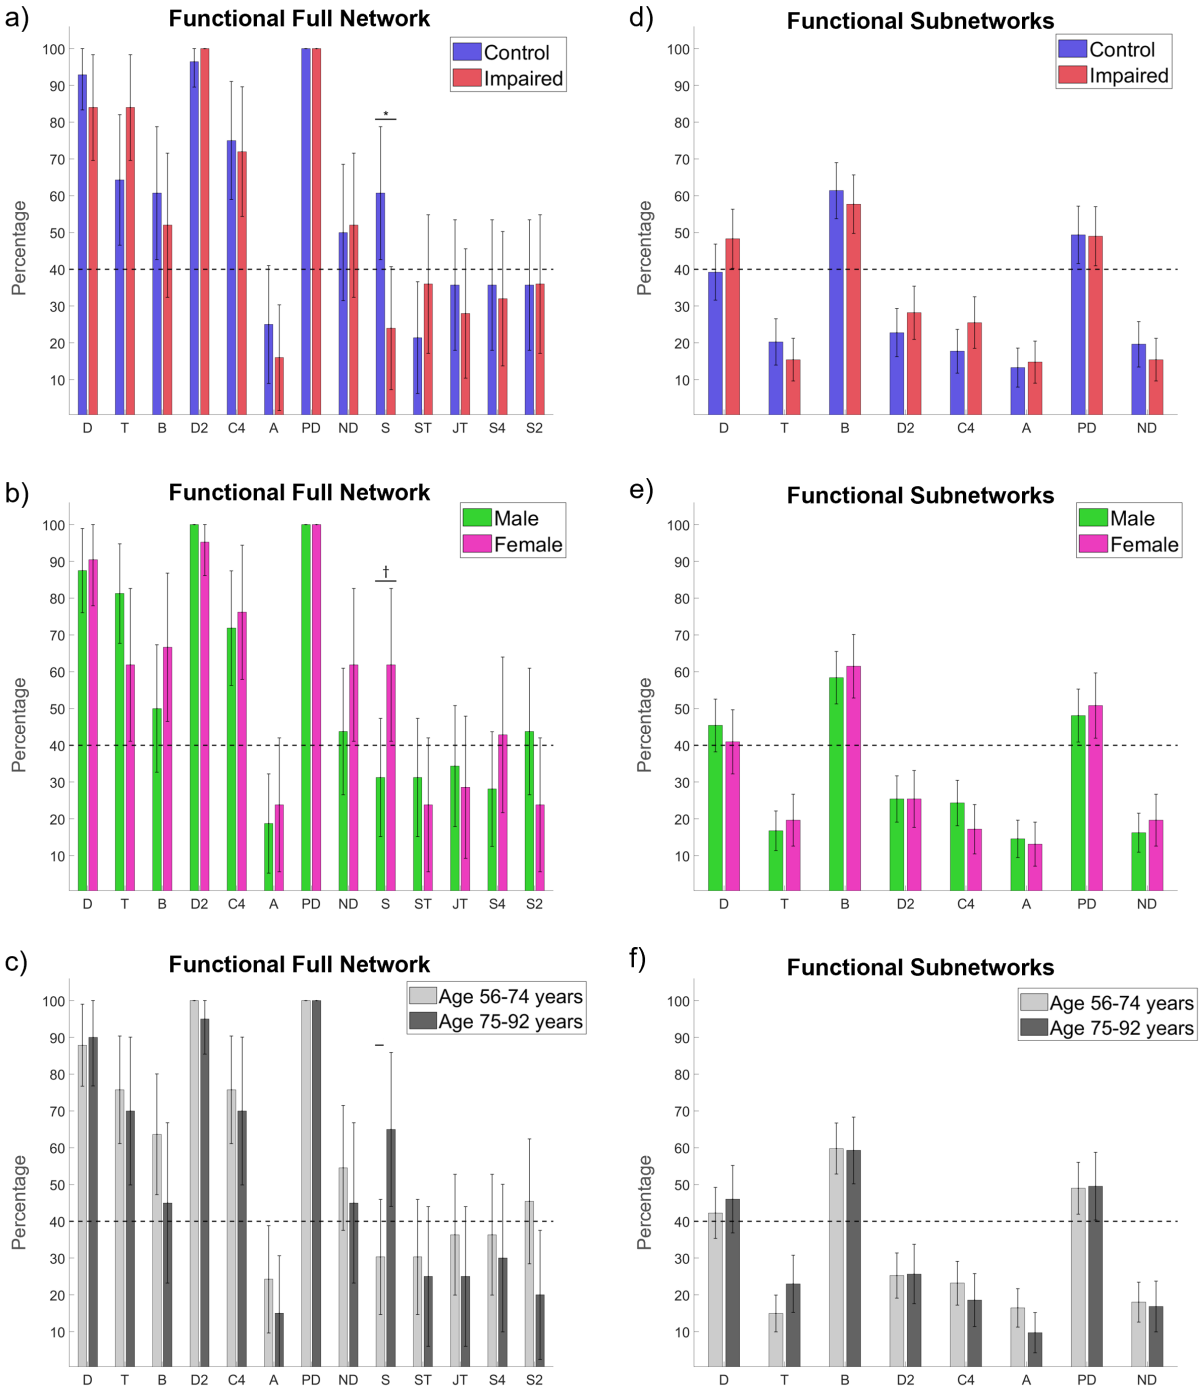 a)
Functional Full Network
Control
Impaired
Percentage
100
90
80
70
60
50
40
30
20
10
*
D T B D2 C4 A PD ND S ST JT S4 S2
d)
Functional Subnetworks
Control
Impaired
Percentage
100
90
80
70
60
50
40
30
20
10
D T B D2 C4 A PD ND
b)
Functional Full Network
Male
Female
Percentage
100
90
80
70
60
50
40
30
20
10
†
D T B D2 C4 A PD ND S ST JT S4 S2
e)
Functional Subnetworks
Male
Female
Percentage
100
90
80
70
60
50
40
30
20
10
D T B D2 C4 A PD ND
c)
Functional Full Network
Age 56-74 years
Age 75-92 years
Percentage
100
90
80
70
60
50
40
30
20
10
D T B D2 C4 A PD ND S ST JT S4 S2
f)
Functional Subnetworks
Age 56-74 years
Age 75-92 years
Percentage
100
90
80
70
60
50
40
30
20
10
D T B D2 C4 A PD ND